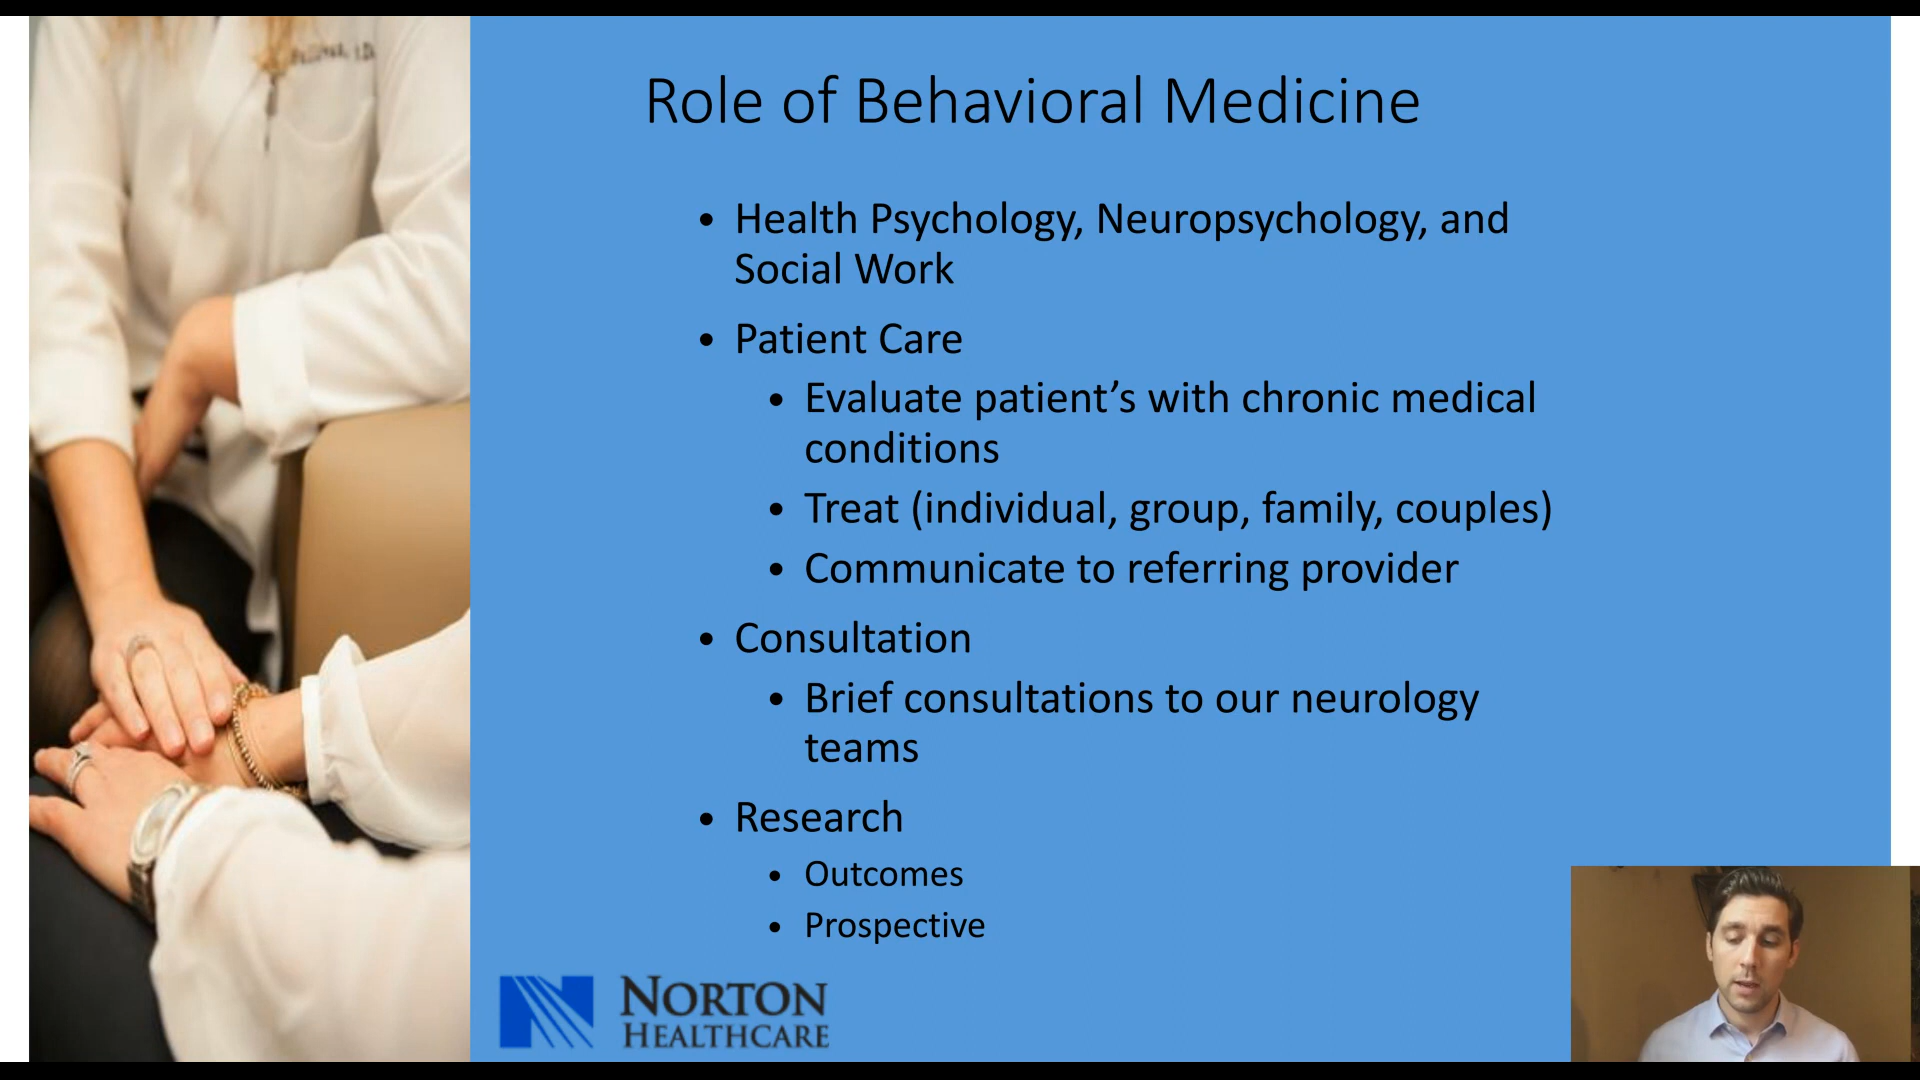 Role of Behavioral Medicine
• Health Psychology, Neuropsychology, and
Social Work
• Patient Care
• Evaluate patient’s with chronic medical
conditions
• Treat (individual, group, family, couples)
• Communicate to referring provider
• Consultation
• Brief consultations to our neurology
teams
• Research
• Outcomes
• Prospective
NORTON
HEALTHCARE